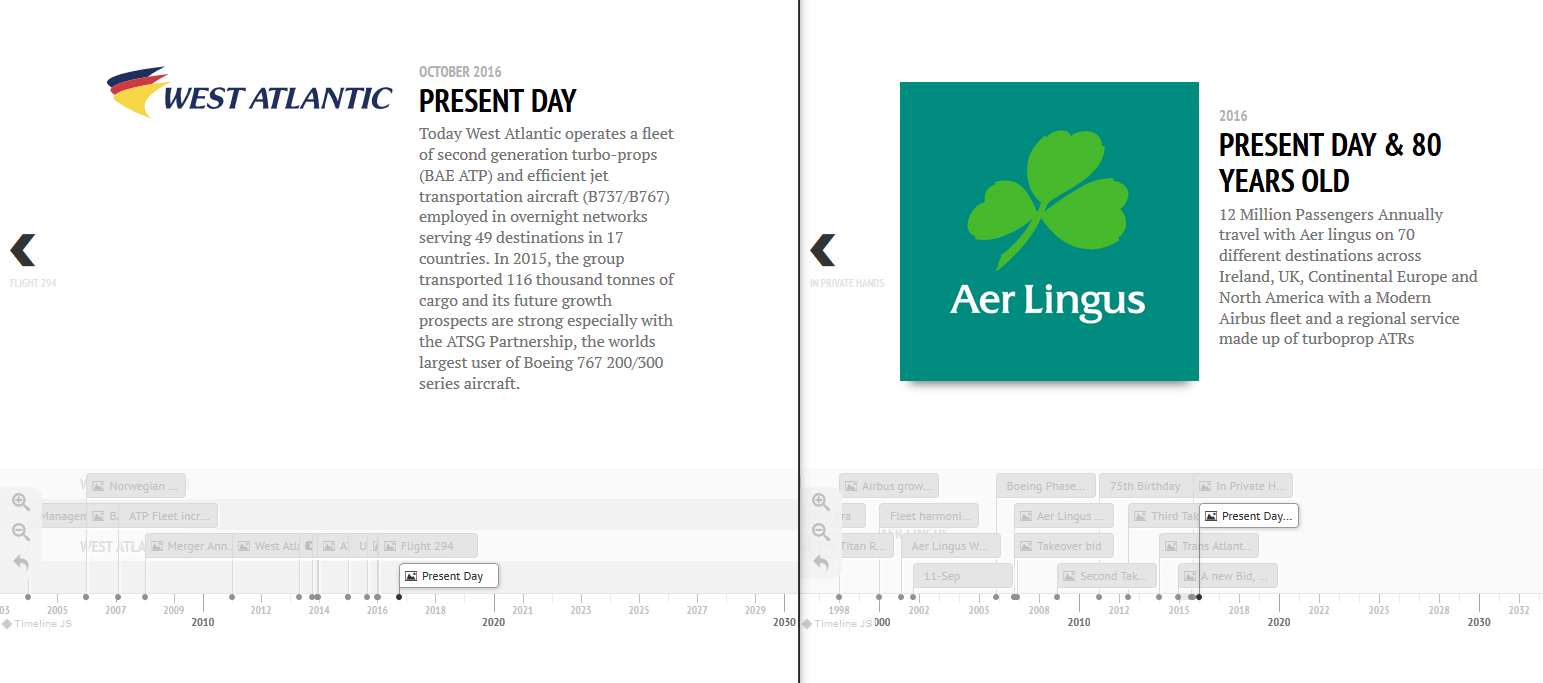 WEST ATLANTIC
OCTOBER 2016
PRESENT DAY
Today West Atlantic operates a fleet
of second generation turbo-props
(BAE ATP) and efficient jet
transportation aircraft (B737/B767)
employed in overnight networks
serving 49 destinations in 17
countries. In 2015, the group
transported 116 thousand tonnes of
cargo and its future growth
prospects are strong especially with
the ATSG Partnership, the worlds
largest user of Boeing 767 200/300
series aircraft.
FLIGHT 294
Norwegian ...
Managem
ATP Fleet Incr...
WEST ATLA
Merger Ann...
West Atla
Flight 294
Present Day
03 2005 2007 2009 2012 2014 2016 2018 2021 2023 2025 2027 2029
2010 2020 2030
Timeline JS
Aer Lingus
2016
PRESENT DAY & 80
YEARS OLD
12 Million Passengers Annually
travel with Aer lingus on 70
different destinations across
Ireland, UK, Continental Europe and
North America with a Modern
Airbus fleet and a regional service
made up of turboprop ATRs
IN PRIVATE HANDS
Airbus grow... Boeing Phase... 75th Birthday In Private H...
ra Fleet harmoni... Aer Lingus ... Third Tak Present Day...
AER LINGUS
Titan R... Aer Lingus W... Takeover bid Trans Atlant...
11-Sep Second Tak... A new Bid, ...
1998 2002 2005 2008 2012 2015 2018 2022 2025 2028 2032
000 2010 2020 2030
Timeline JS